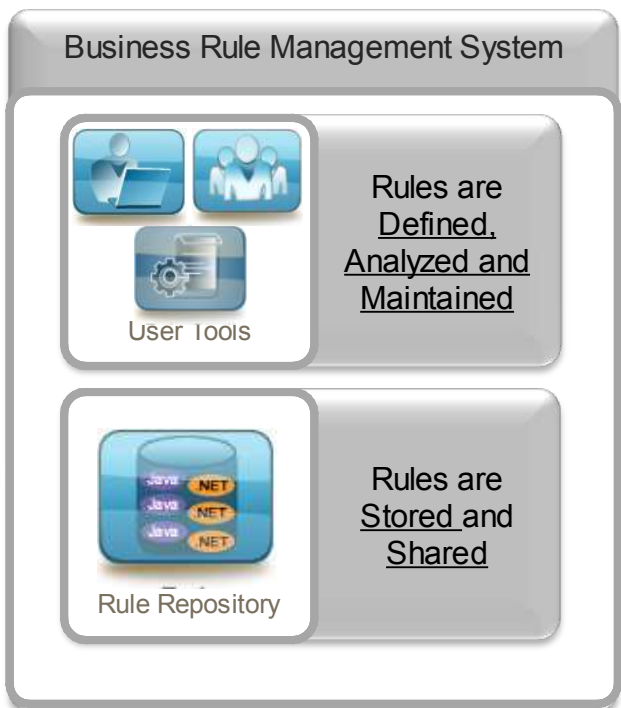 Business Rule Management System
Rules are
Defined,
Analyzed and
Maintained
User Tools
Java .NET
Java .NET
Java .NET
Rules are
Stored and
Shared
Rule Repository